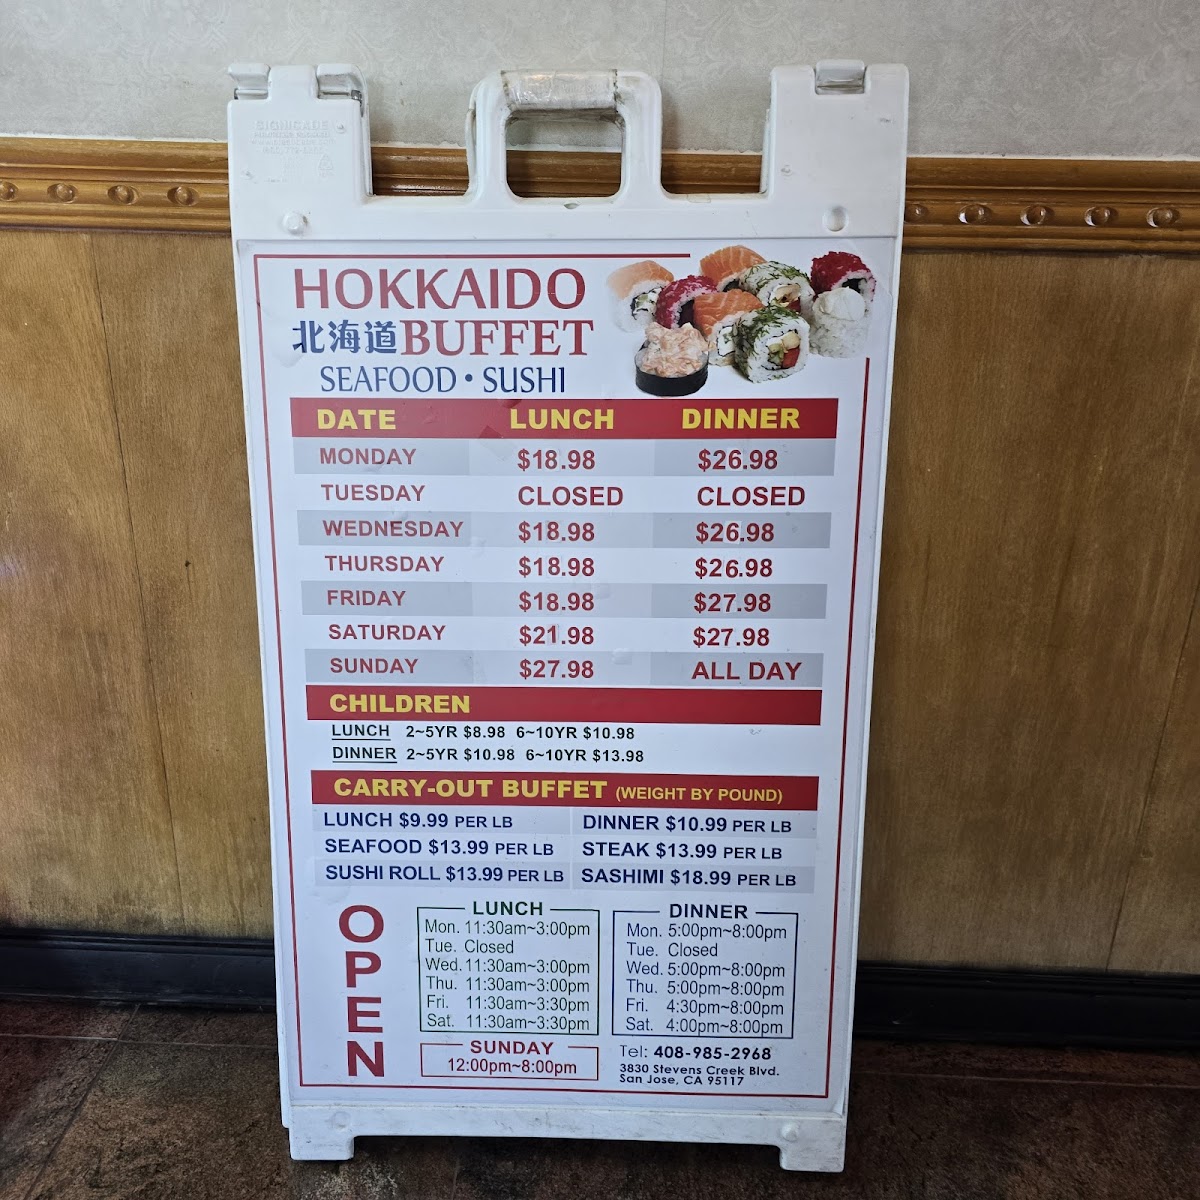 SIGNICADE
HOKKAIDO
北海道BUFFET
SEAFOOD • SUSHI
DATE LUNCH DINNER
MONDAY $18.98 $26.98
TUESDAY CLOSED CLOSED
WEDNESDAY $18.98 $26.98
THURSDAY $18.98 $26.98
FRIDAY $18.98 $27.98
SATURDAY $21.98 $27.98
SUNDAY $27.98 ALL DAY
CHILDREN
LUNCH 2~5YR $8.98 6~10YR $10.98
DINNER 2~5YR $10.98 6~10YR $13.98
CARRY-OUT BUFFET (WEIGHT BY POUND)
LUNCH $9.99 PER LB DINNER $10.99 PER LB
SEAFOOD $13.99 PER LB STEAK $13.99 PER LB
SUSHI ROLL $13.99 PER LB SASHIMI $18.99 PER LB
OPEN
LUNCH
Mon. 11:30am~3:00pm
Tue. Closed
Wed. 11:30am~3:00pm
Thu. 11:30am~3:00pm
Fri. 11:30am~3:30pm
Sat. 11:30am~3:30pm
SUNDAY
12:00pm~8:00pm
DINNER
Mon. 5:00pm~8:00pm
Tue. Closed
Wed. 5:00pm~8:00pm
Thu. 5:00pm~8:00pm
Fri. 4:30pm~8:00pm
Sat. 4:00pm~8:00pm
Tel: 408-985-2968
3830 Stevens Creek Blvd.
San Jose, CA 95117